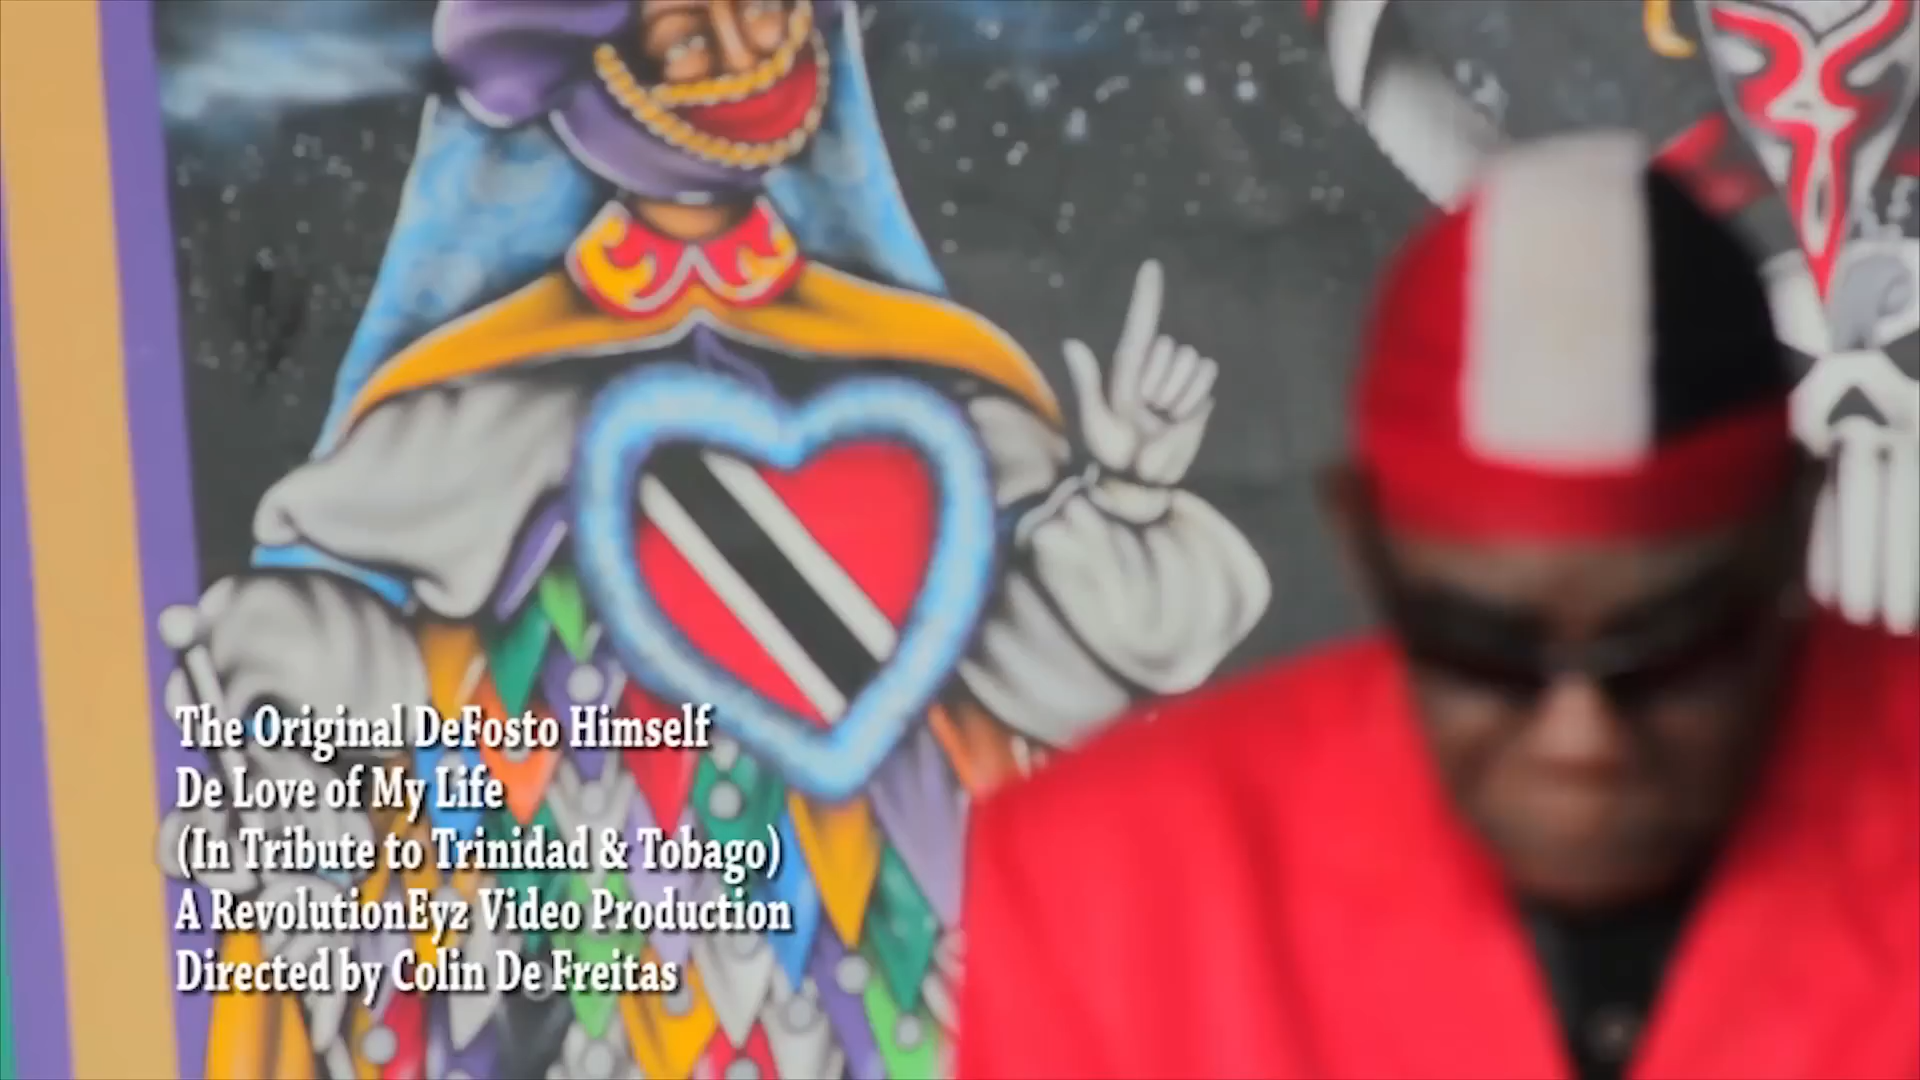 The Original DeFosto Himself
De Love of My Life
(In Tribute to Trinidad & Tobago)
A RevolutionEyz Video Production
Directed by Colin De Freitas